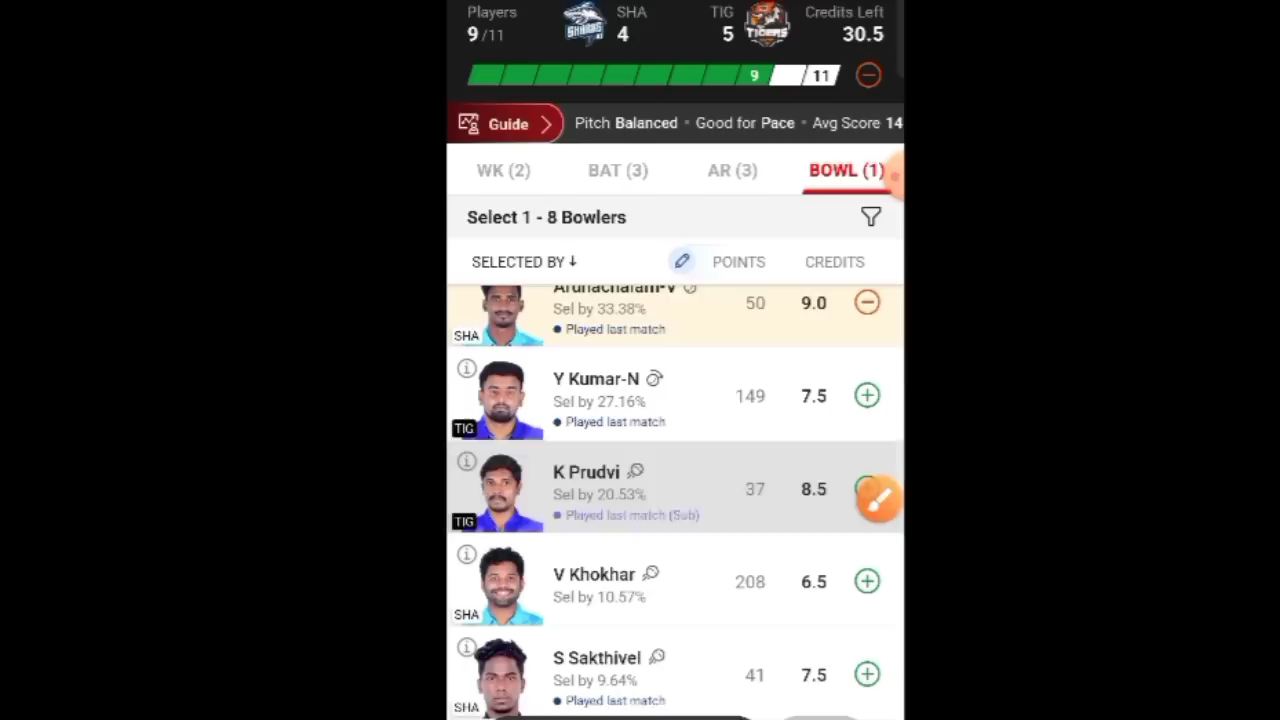 Players
9/11
SHARKS
SHA
4
TIG
5
TIGERS
Credits Left
30.5
9
11
Guide
Pitch Balanced • Good for Pace • Avg Score 14
WK (2)
BAT (3)
AR (3)
BOWL (1)
Select 1 - 8 Bowlers
SELECTED BY ↓
POINTS
CREDITS
Arunachalam-V
Sel by 33.38%
50
9.0
Played last match
SHA
Y Kumar-N
Sel by 27.16%
149
7.5
Played last match
TIG
K Prudvi
Sel by 20.53%
37
8.5
Played last match (Sub)
TIG
V Khokhar
Sel by 10.57%
208
6.5
SHA
S Sakthivel
Sel by 9.64%
41
7.5
Played last match
SHA